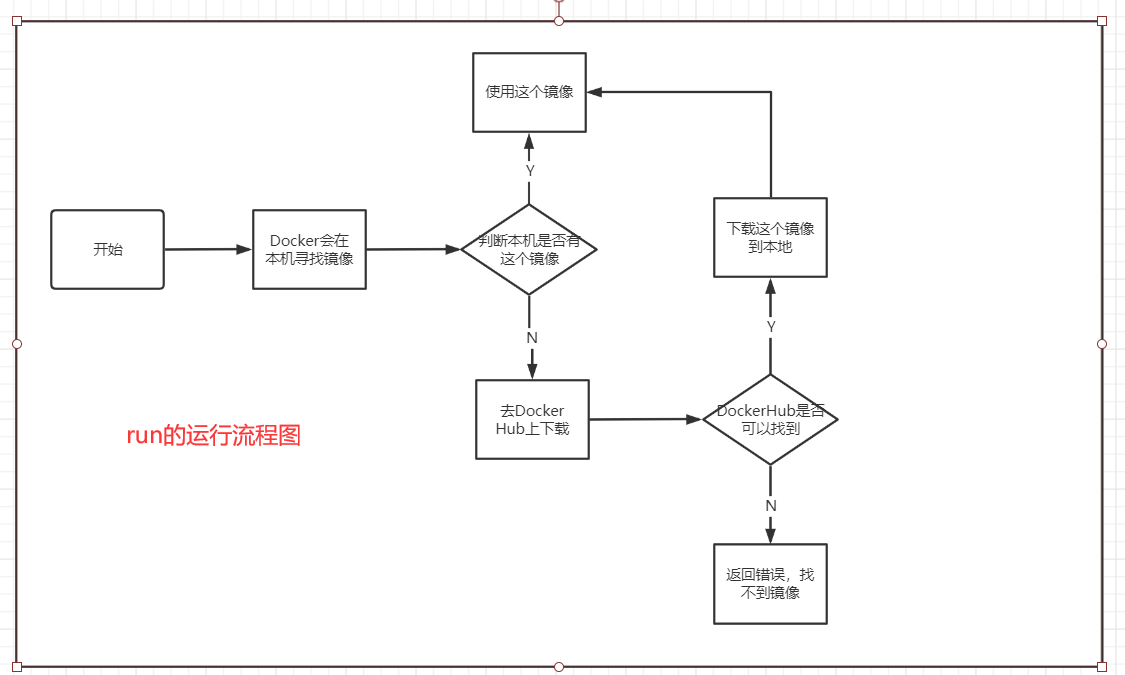 使用这个镜像
Y
下载这个镜像
到本地
开始
Docker会在
本机寻找镜像
判断本机是否有
这个镜像
Y
N
去Docker
Hub上下载
DockerHub是否
可以找到
run的运行流程图
N
返回错误，找
不到镜像